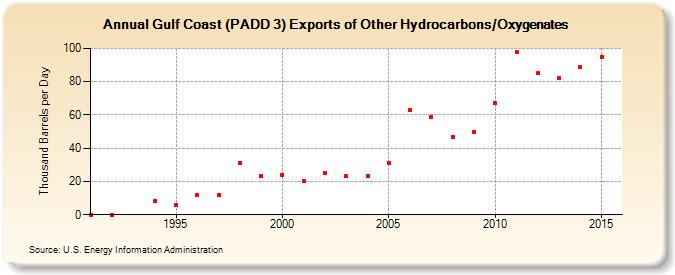 Annual Gulf Coast (PADD 3) Exports of Other Hydrocarbons/Oxygenates
Thousand Barrels per Day
100
80
60
40
20
0
1995 2000 2005 2010 2015
Source: U.S. Energy Information Administration